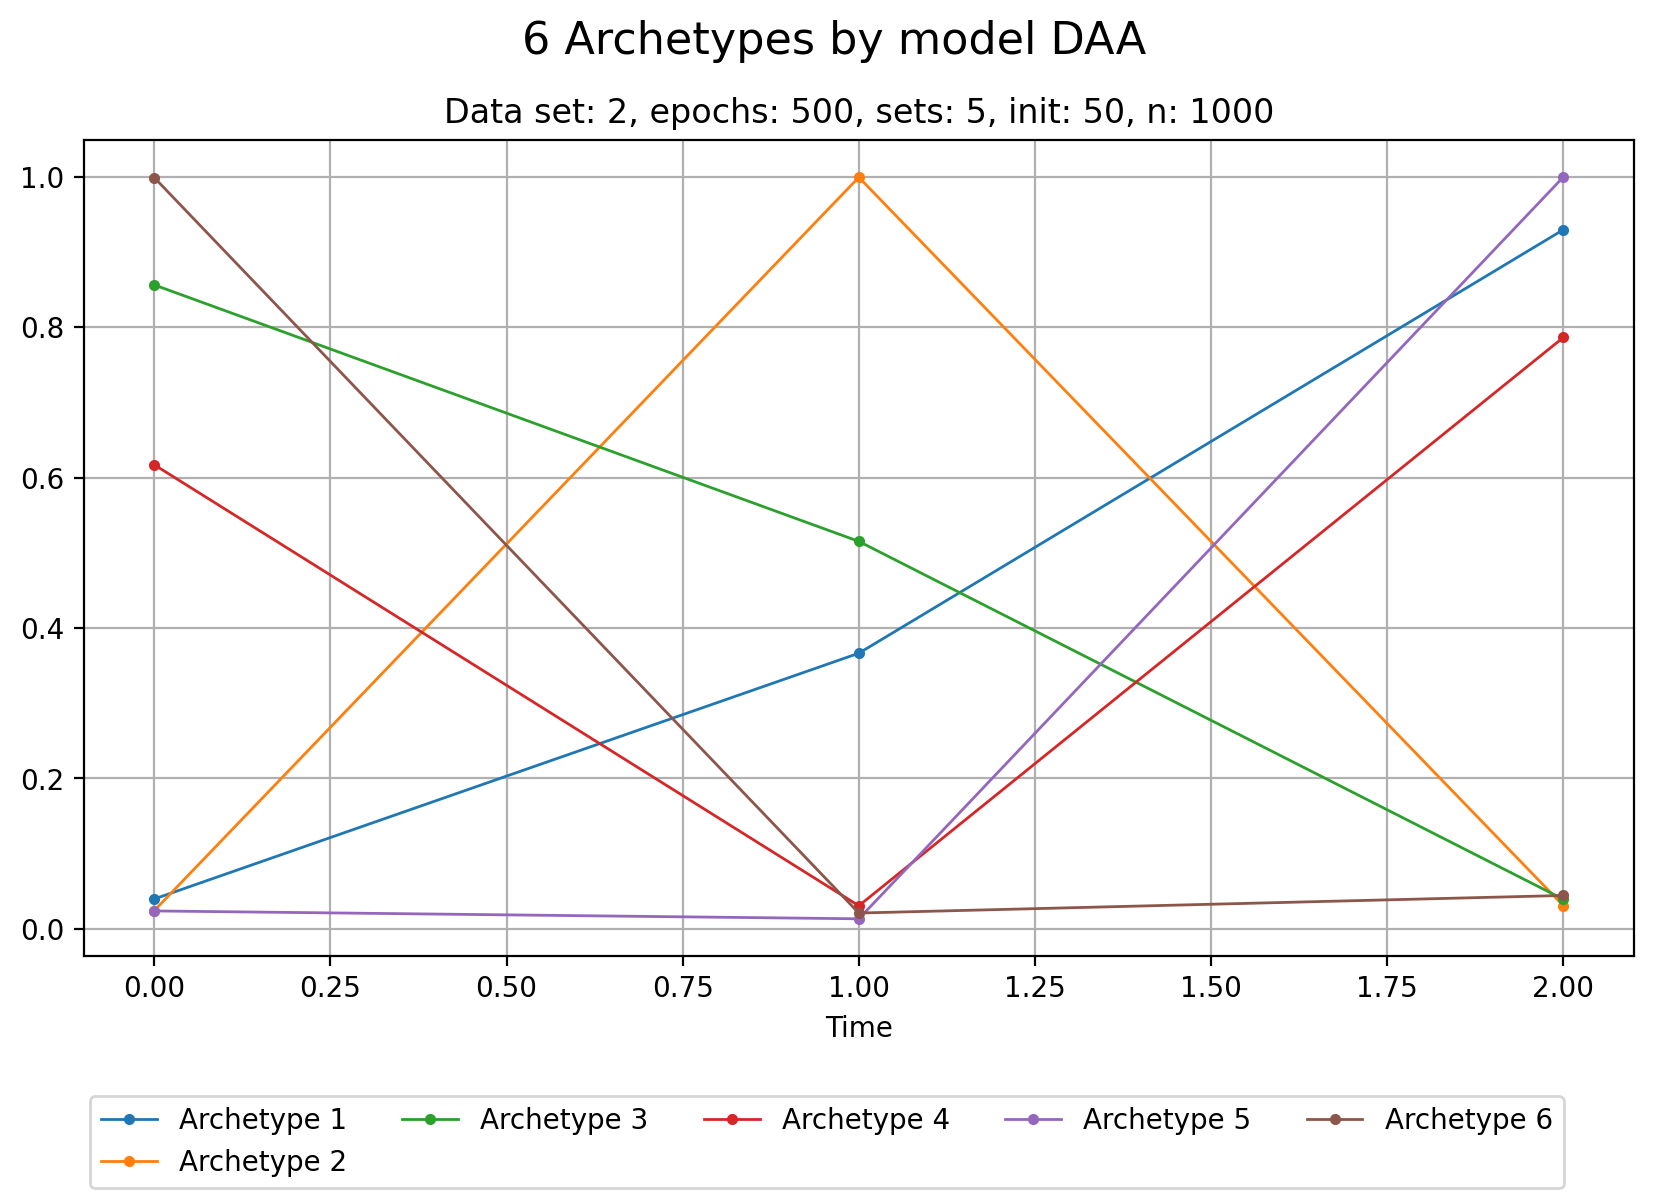 6 Archetypes by model DAA
Data set: 2, epochs: 500, sets: 5, init: 50, n: 1000
1.0
0.8
0.6
0.4
0.2
0.0
0.00 0.25 0.50 0.75 1.00 1.25 1.50 1.75 2.00
Time
Archetype 1 Archetype 3 Archetype 4 Archetype 5 Archetype 6
Archetype 2